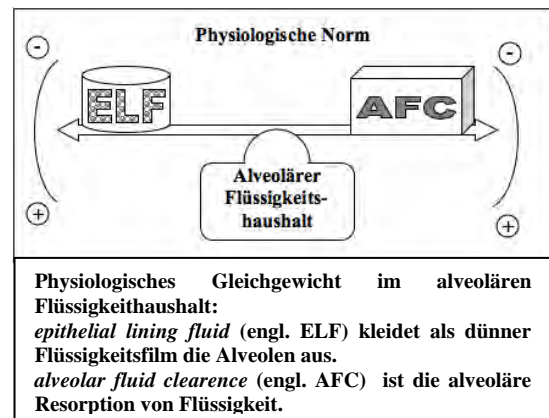 Physiologische Norm
- -
ELF AFC
Alveolärer
Flüssigkeits-
haushalt
+ +
Physiologisches Gleichgewicht im alveolären
Flüssigkeithaushalt:
epithelial lining fluid (engl. ELF) kleidet als dünner
Flüssigkeitsfilm die Alveolen aus.
alveolar fluid clearence (engl. AFC) ist die alveoläre
Resorption von Flüssigkeit.